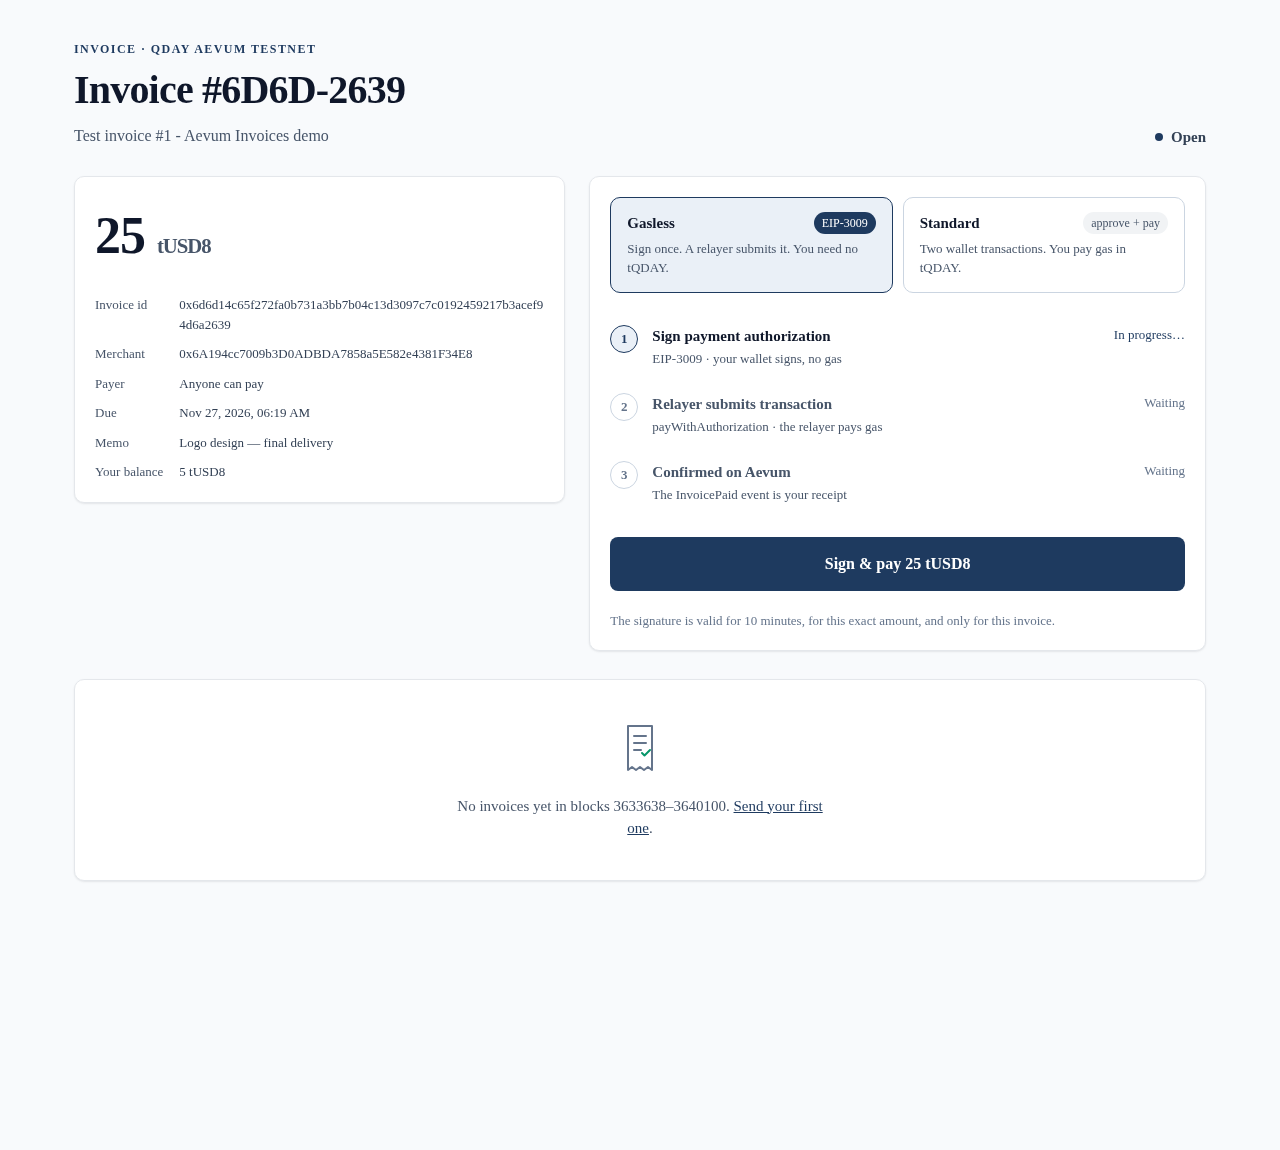 INVOICE · QDAY AEVUM TESTNET
Invoice #6D6D-2639
Test invoice #1 - Aevum Invoices demo
Open
25 tUSD8
Invoice id 0x6d6d14c65f272fa0b731a3bb7b04c13d3097c7c0192459217b3acef9
4d6a2639
Merchant 0x6A194cc7009b3D0ADBDA7858a5E582e4381F34E8
Payer Anyone can pay
Due Nov 27, 2026, 06:19 AM
Memo Logo design — final delivery
Your balance 5 tUSD8
Gasless EIP-3009
Sign once. A relayer submits it. You need no
tQDAY.
Standard approve + pay
Two wallet transactions. You pay gas in
tQDAY.
1 Sign payment authorization In progress…
EIP-3009 · your wallet signs, no gas
2 Relayer submits transaction Waiting
payWithAuthorization · the relayer pays gas
3 Confirmed on Aevum Waiting
The InvoicePaid event is your receipt
Sign & pay 25 tUSD8
The signature is valid for 10 minutes, for this exact amount, and only for this invoice.
No invoices yet in blocks 3633638–3640100. Send your first
one.